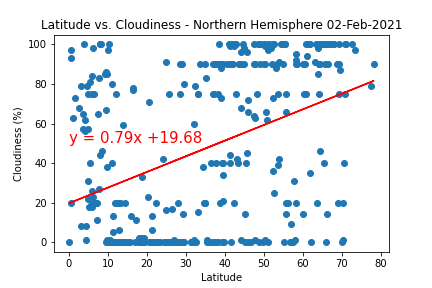 Latitude vs. Cloudiness - Northern Hemisphere 02-Feb-2021
100
80
60
40
20
0
Cloudiness (%)
y = 0.79x +19.68
0 10 20 30 40 50 60 70 80
Latitude